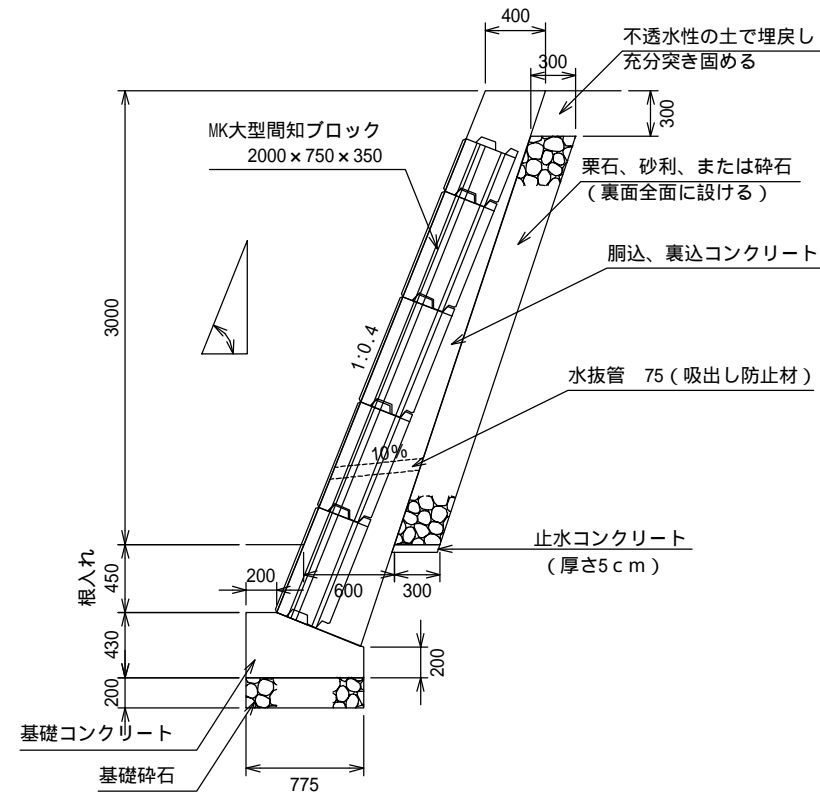 400
不透水性の土で埋戻し
充分突き固める
300
300
MK大型間知ブロック
2000×750×350
栗石、砂利、または砕石
（裏面全面に設ける）
胴込、裏込コンクリート
3000
1:0.4
水抜管　75（吸出し防止材）
10%
止水コンクリート
（厚さ5ｃｍ）
根入れ
450
200
600
300
430
200
200
基礎コンクリート
基礎砕石
775